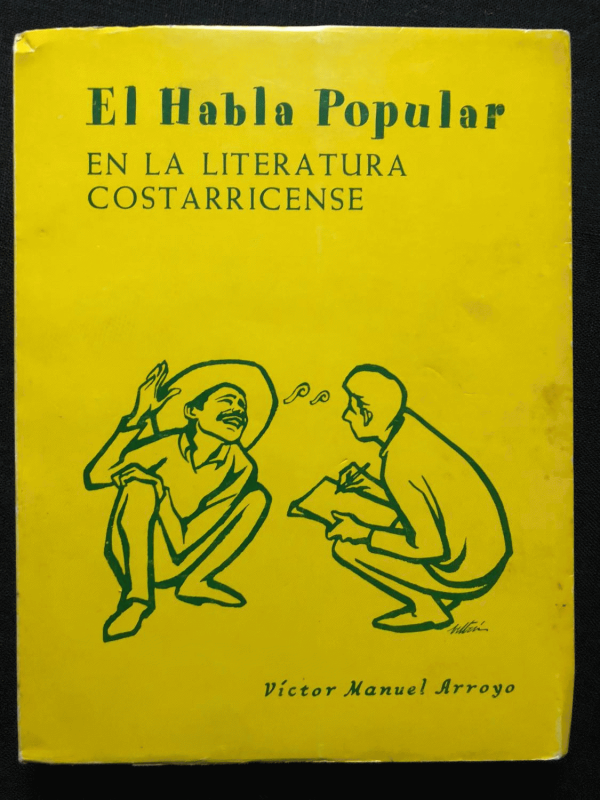 El Habla Popular
EN LA LITERATURA
COSTARRICENSE
Víctor Manuel Arroyo